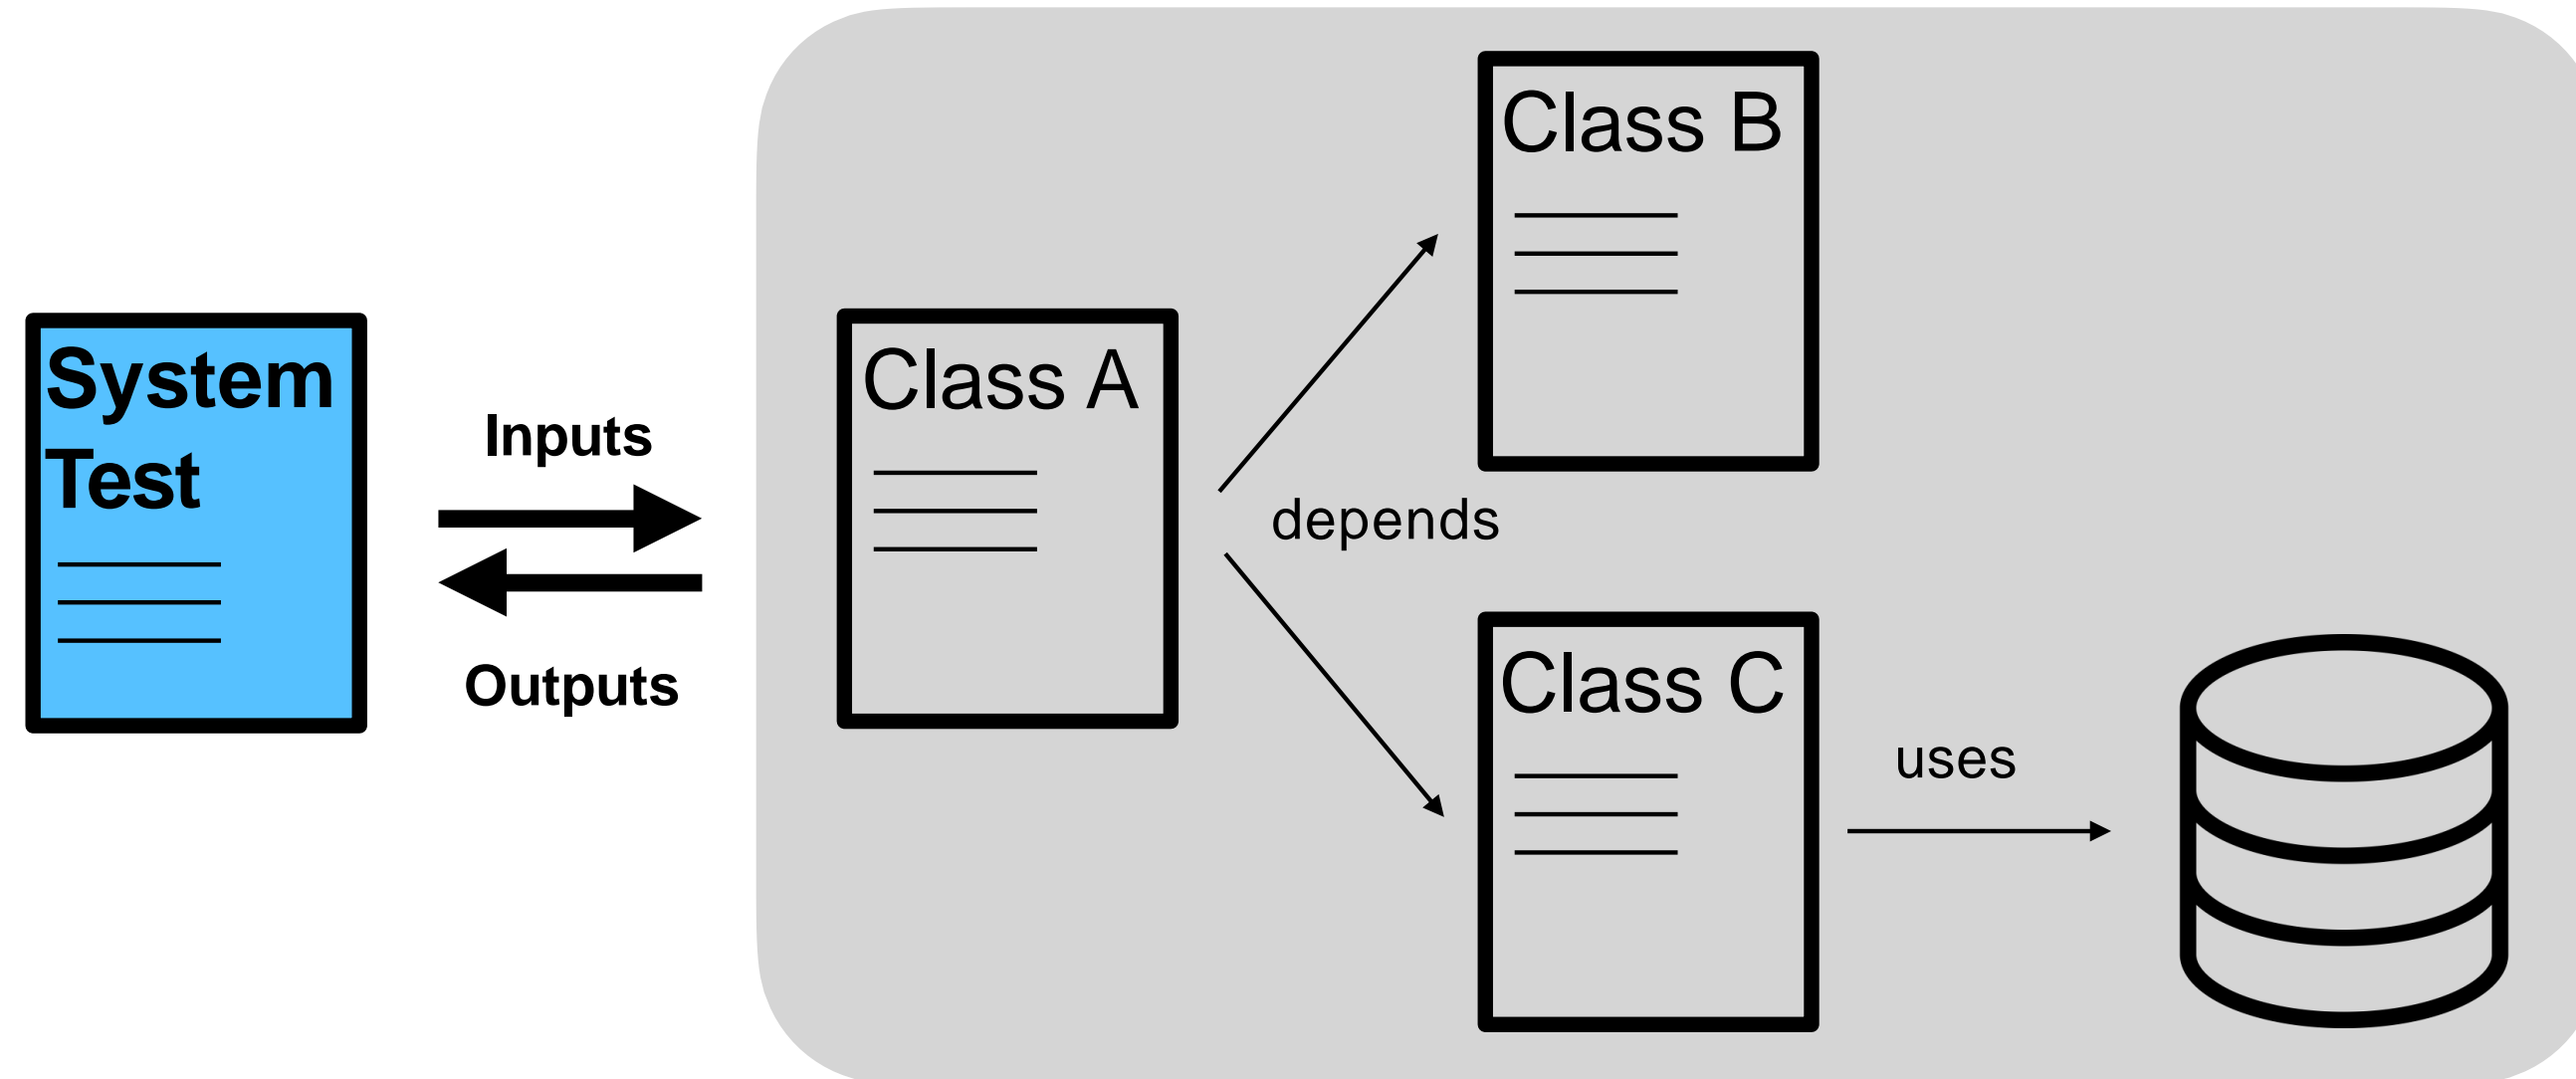 System
Test
Inputs
Outputs
Class A
depends
Class B
Class C
uses